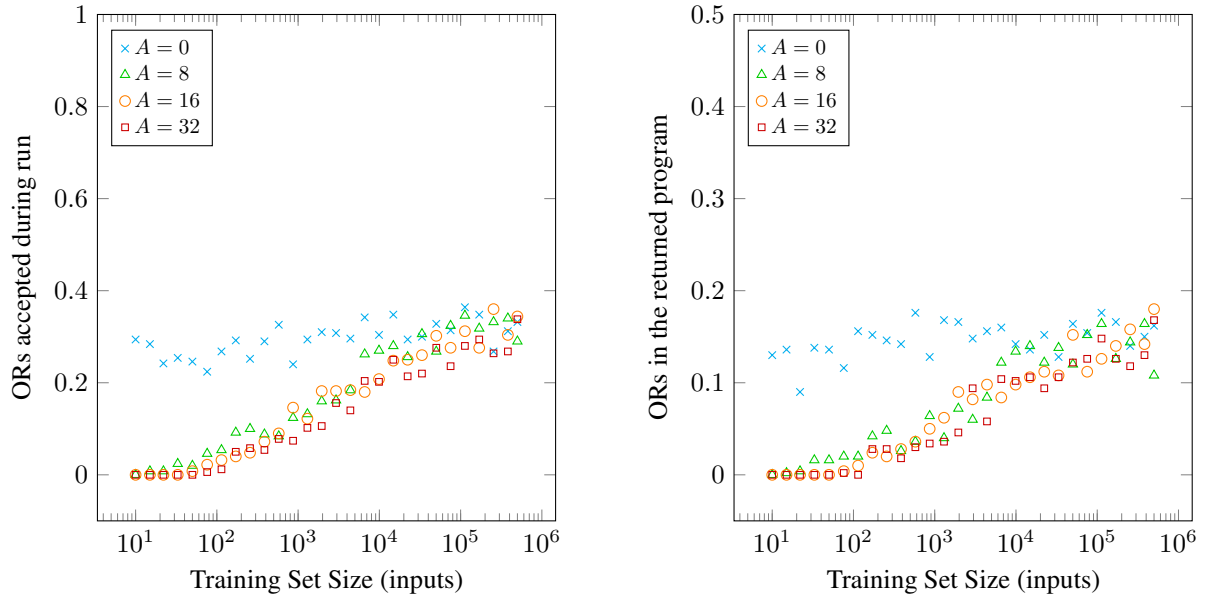 1
0.8
0.6
0.4
0.2
0
ORs accepted during run
A = 0
A = 8
A = 16
A = 32
10^1
10^2
10^3
10^4
10^5
10^6
Training Set Size (inputs)
0.5
0.4
0.3
0.2
0.1
0
ORs in the returned program
A = 0
A = 8
A = 16
A = 32
10^1
10^2
10^3
10^4
10^5
10^6
Training Set Size (inputs)